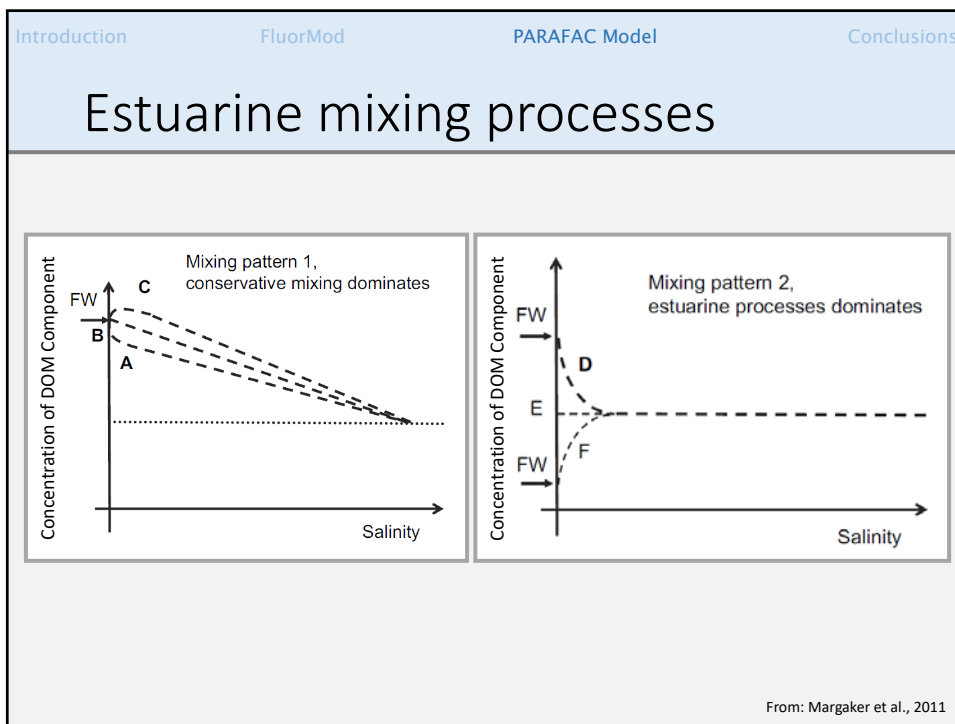 Introduction FluorMod PARAFAC Model Conclusions
Estuarine mixing processes
Concentration of DOM Component
Mixing pattern 1,
conservative mixing dominates
FW
C
B
A
Salinity
Concentration of DOM Component
Mixing pattern 2,
estuarine processes dominates
FW
D
E
F
FW
Salinity
From: Margaker et al., 2011